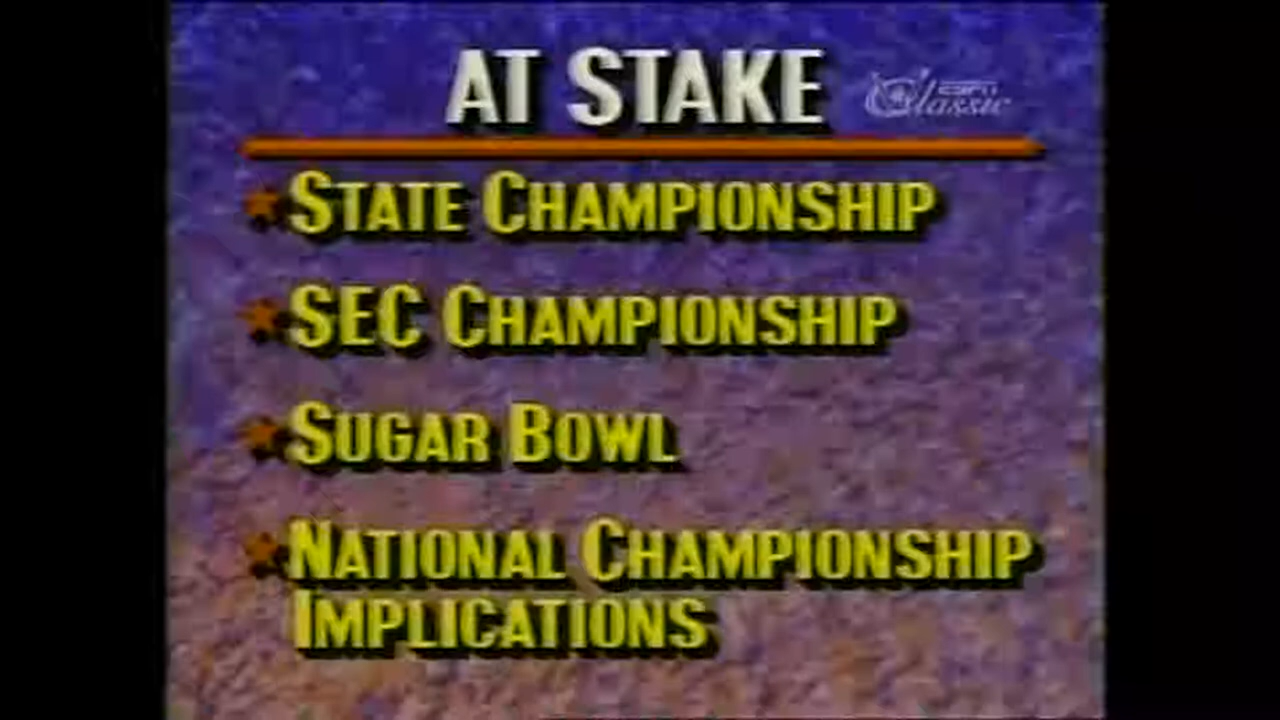 AT STAKE
ESPN
Classic
STATE CHAMPIONSHIP
SEC CHAMPIONSHIP
SUGAR BOWL
NATIONAL CHAMPIONSHIP
IMPLICATIONS